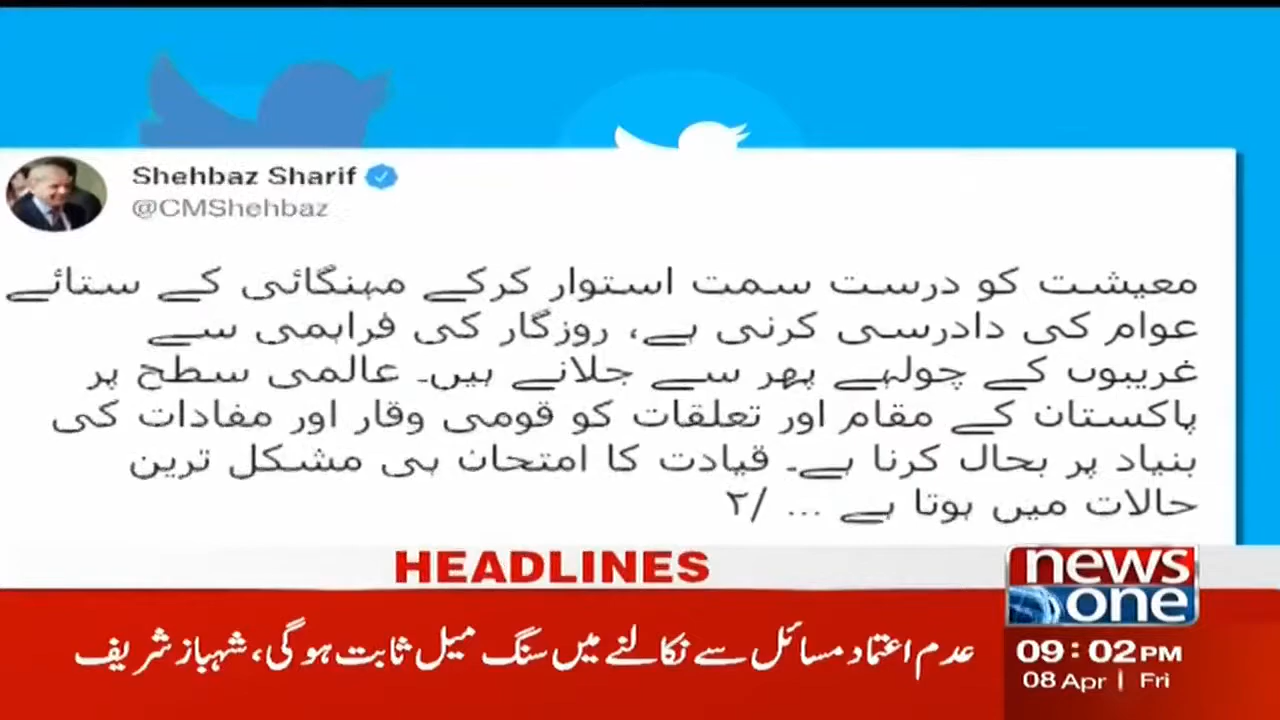 Shehbaz Sharif
@CMShehbaz
معیشت کو درست سمت استوار کرکے مہنگائی کے ستائے
عوام کی دادرسی کرنی ہے، روزگار کی فراہمی سے
غریبوں کے چولہے پھر سے جلانے ہیں۔ عالمی سطح پر
پاکستان کے مقام اور تعلقات کو قومی وقار اور مفادات کی
بنیاد پر بحال کرنا ہے۔ قیادت کا امتحان ہی مشکل ترین
حالات میں ہوتا ہے ... /۲
HEADLINES
news
one
عدم اعتماد مسائل سے نکالنے میں سنگ میل ثابت ہوگی، شہباز شریف
09:02 PM
08 Apr | Fri